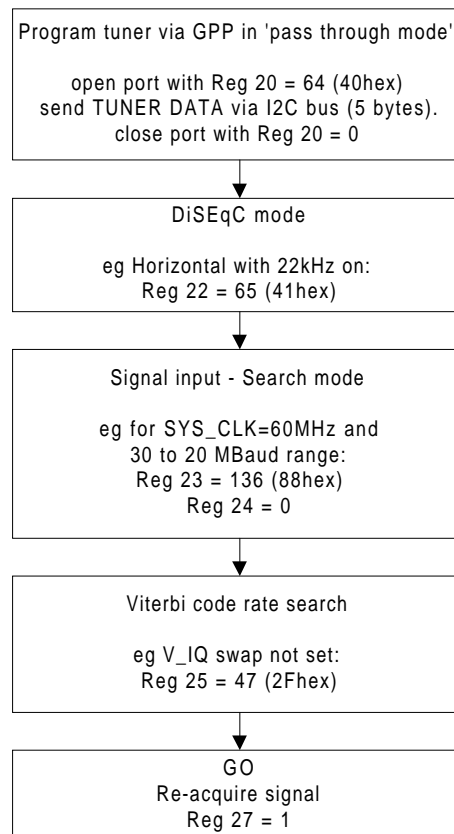 Program tuner via GPP in 'pass through mode'
open port with Reg 20 = 64 (40hex)
send TUNER DATA via I2C bus (5 bytes).
close port with Reg 20 = 0
DiSEqC mode
eg Horizontal with 22kHz on:
Reg 22 = 65 (41hex)
Signal input - Search mode
eg for SYS_CLK=60MHz and
30 to 20 MBaud range:
Reg 23 = 136 (88hex)
Reg 24 = 0
Viterbi code rate search
eg V_IQ swap not set:
Reg 25 = 47 (2Fhex)
GO
Re-acquire signal
Reg 27 = 1